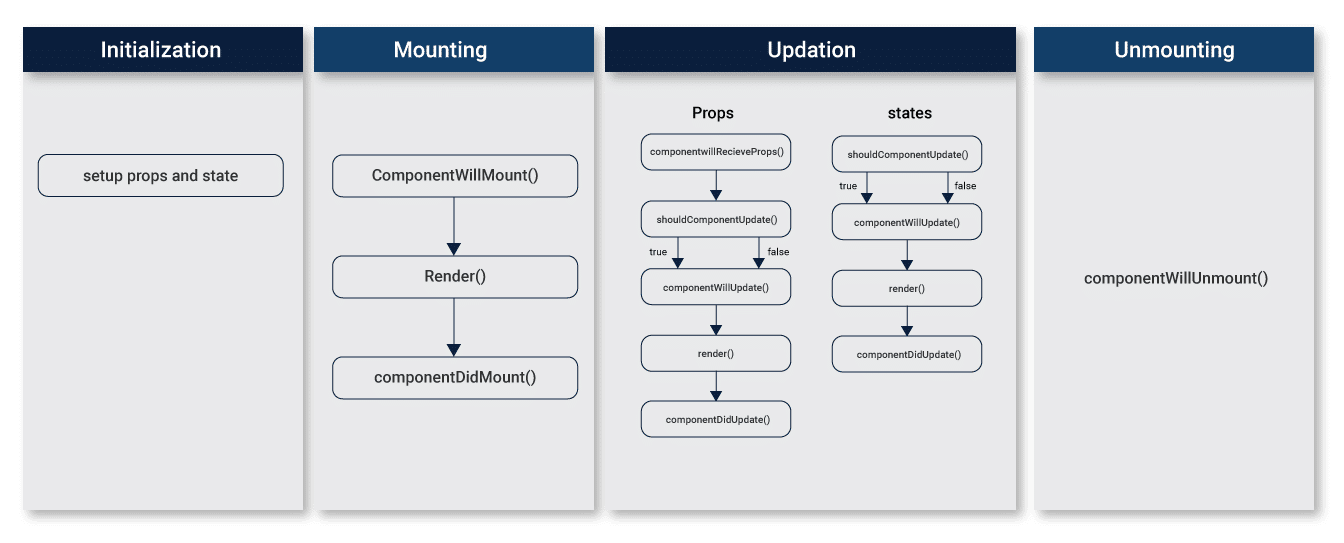 Initialization
setup props and state
Mounting
ComponentWillMount()
Render()
componentDidMount()
Updation
Props
componentwillRecieveProps()
shouldComponentUpdate()
true
false
componentWillUpdate()
render()
componentDidUpdate()
states
shouldComponentUpdate()
true
false
componentWillUpdate()
render()
componentDidUpdate()
Unmounting
componentWillUnmount()